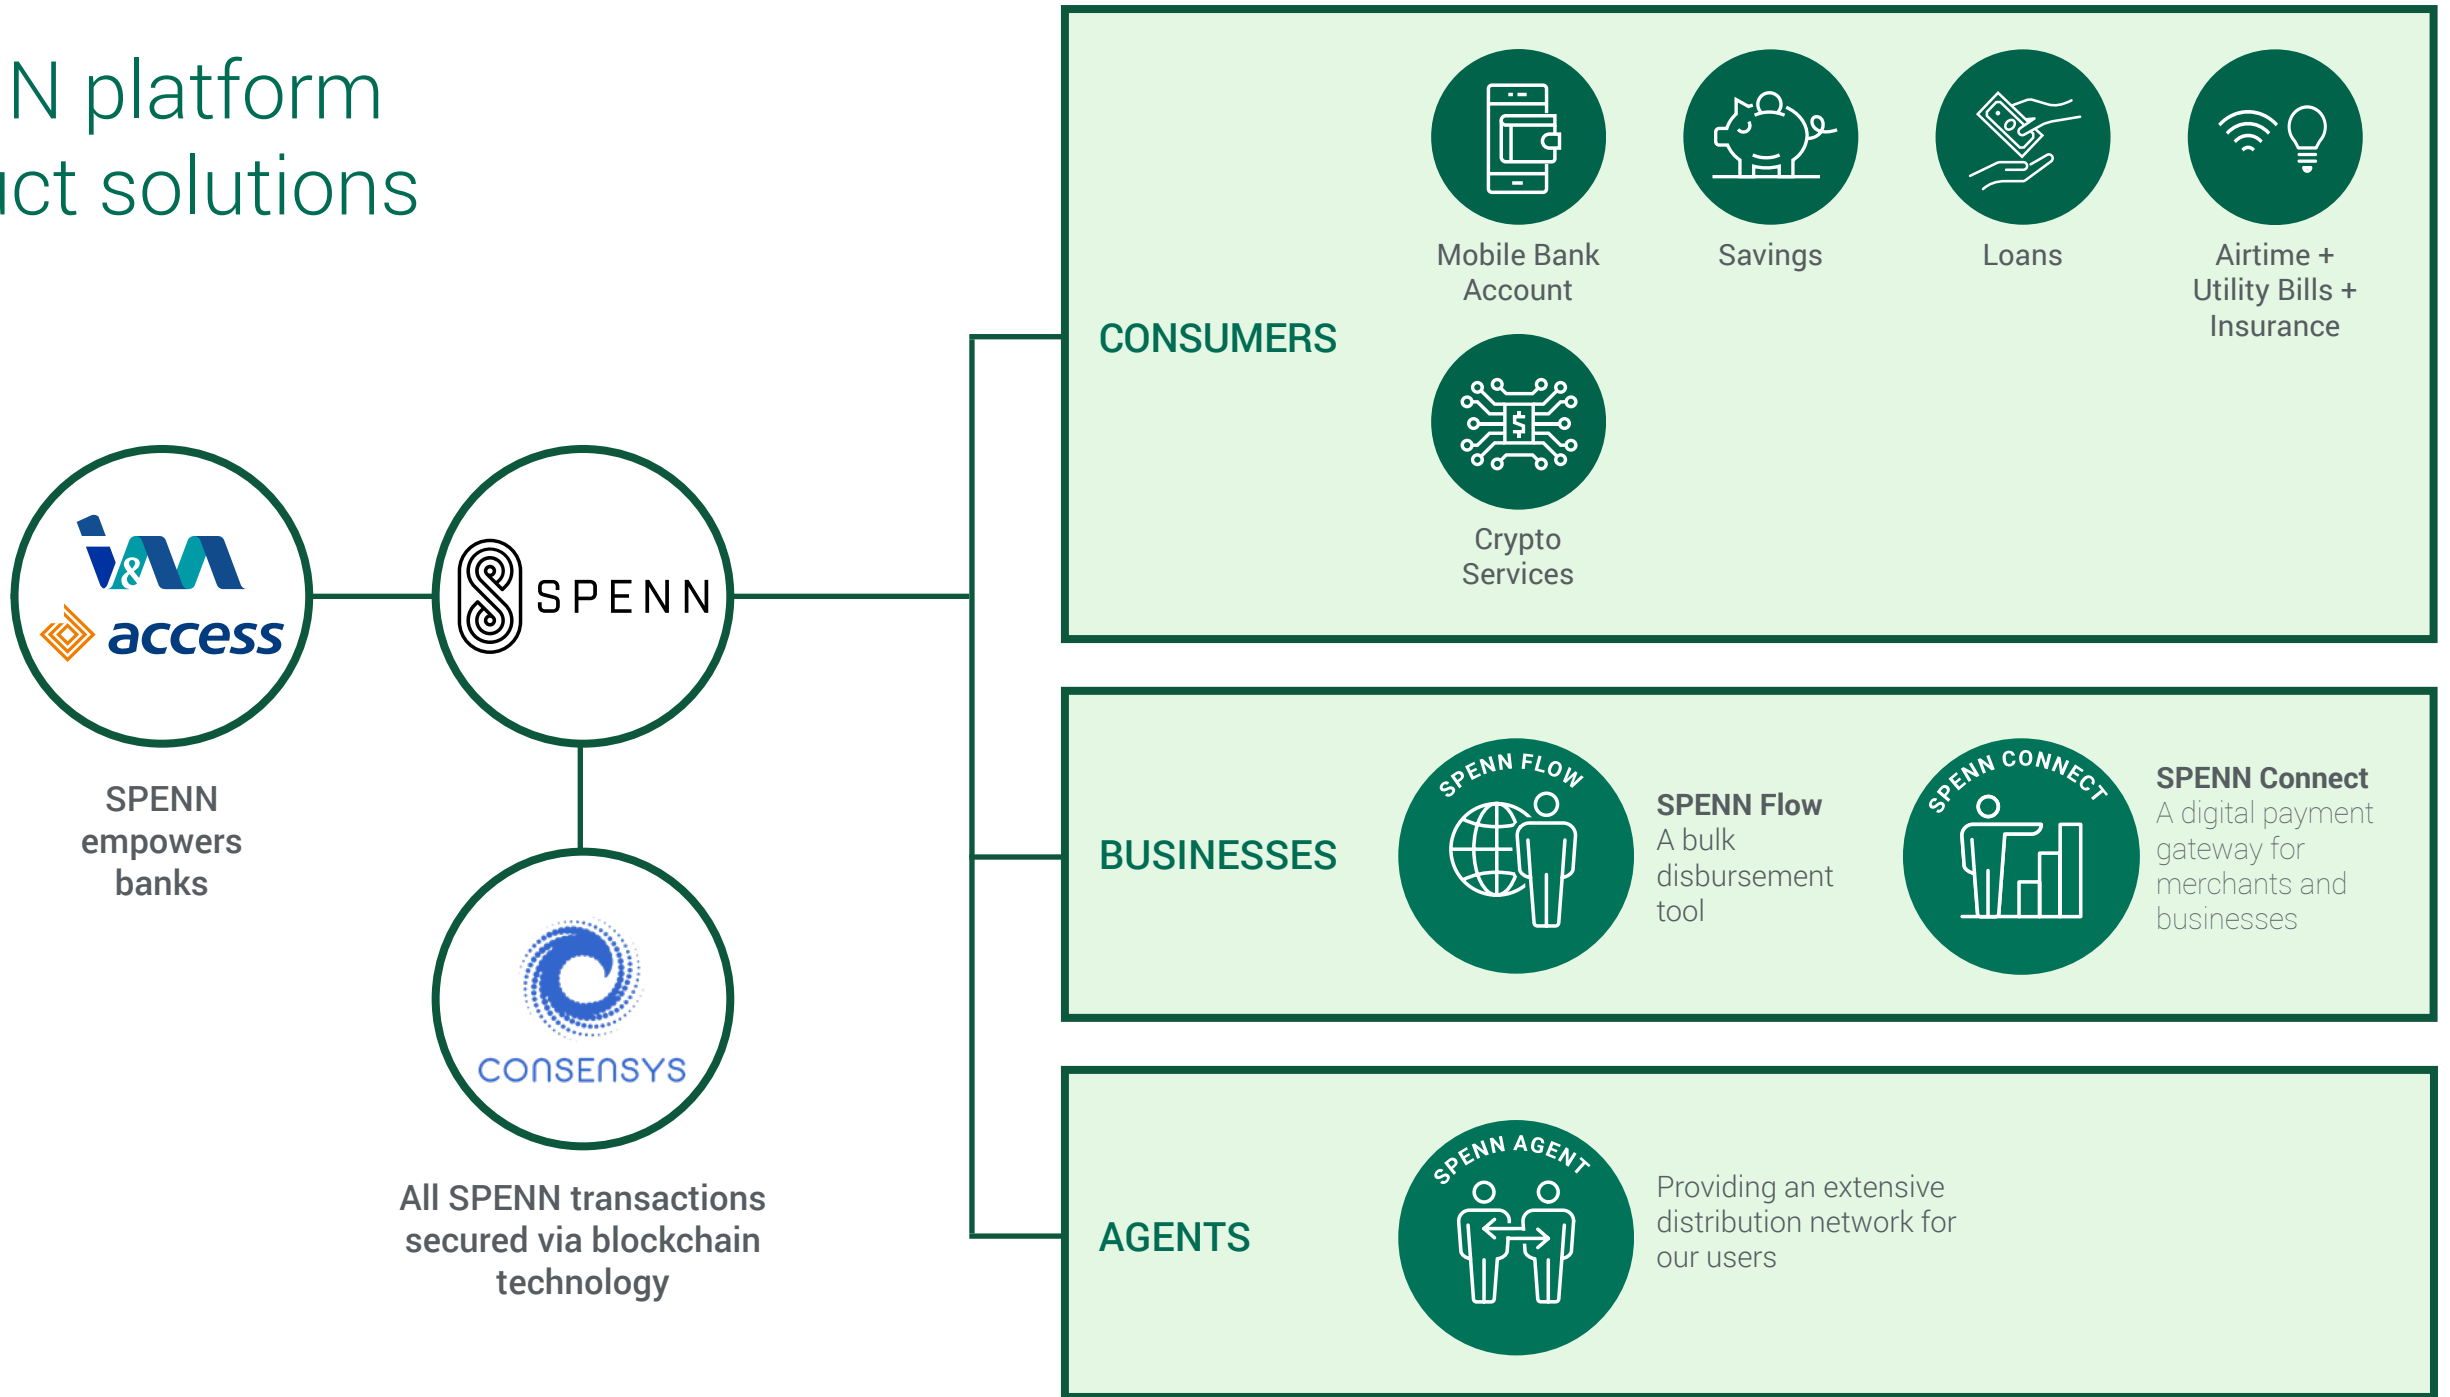 N platform
uct solutions
i&m
access
SPENN
empowers
banks
SPENN
CONSENSYS
All SPENN transactions
secured via blockchain
technology
CONSUMERS
Mobile Bank
Account
Savings
Loans
Airtime +
Utility Bills +
Insurance
$
Crypto
Services
BUSINESSES
SPENN FLOW
SPENN Flow
A bulk
disbursement
tool
SPENN CONNECT
SPENN Connect
A digital payment
gateway for
merchants and
businesses
AGENTS
SPENN AGENT
Providing an extensive
distribution network for
our users